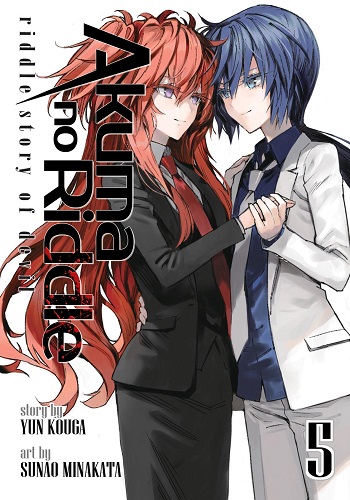 Akuma
no Riddle
riddle story of devil
story by
YUN KOUGA
art by
SUNAO MINAKATA
5